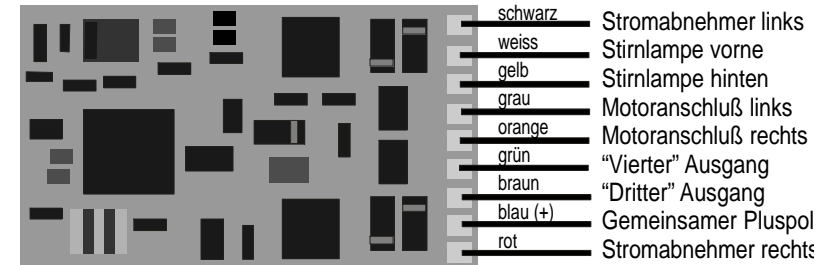 schwarz Stromabnehmer links
weiss Stirnlampe vorne
gelb Stirnlampe hinten
grau Motoranschluß links
orange Motoranschluß rechts
grün “Vierter” Ausgang
braun “Dritter” Ausgang
blau (+) Gemeinsamer Pluspol
rot Stromabnehmer rechts